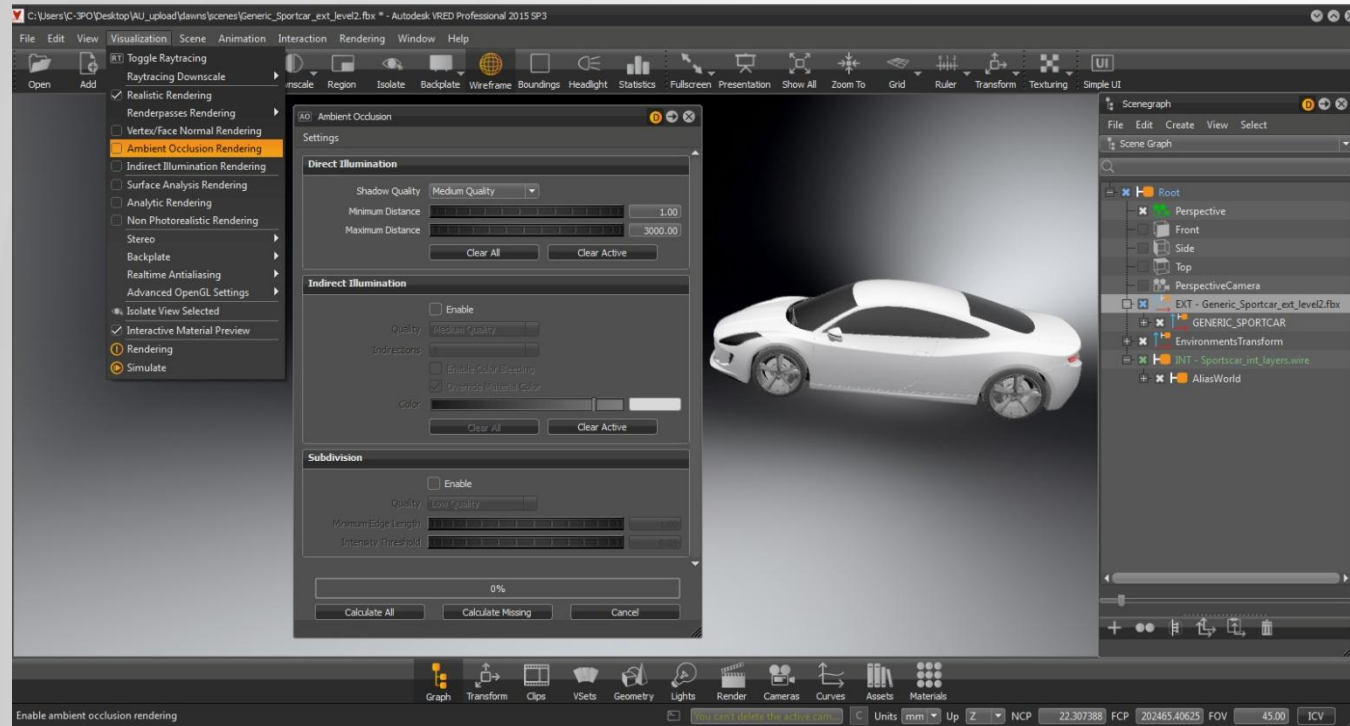 C:\Users\C-3PO\Desktop\AU_upload\dawns\scenes\Generic_Sportcar_ext_level2.fbx * - Autodesk VRED Professional 2015 SP3
File Edit View Visualization Scene Animation Interaction Rendering Window Help
Open Add Region Isolate Backplate Wireframe Boundings Headlight Statistics Fullscreen Presentation Show All Zoom To Grid Ruler Transform Texturing Simple UI
UI
RT Toggle Raytracing
Raytracing Downscale
Realistic Rendering
Renderpasses Rendering
Vertex/Face Normal Rendering
Ambient Occlusion Rendering
Indirect Illumination Rendering
Surface Analysis Rendering
Analytic Rendering
Non Photorealistic Rendering
Stereo
Backplate
Realtime Antialiasing
Advanced OpenGL Settings
Isolate View Selected
Interactive Material Preview
Rendering
Simulate
AO Ambient Occlusion D
Settings
Direct Illumination
Shadow Quality Medium Quality
Minimum Distance 1.00
Maximum Distance 3000.00
Clear All Clear Active
Indirect Illumination
Enable
Quality Medium Quality
Indirections
Enable Color Bleeding
Override Material Color
Color
Clear All Clear Active
Subdivision
Enable
Quality Low Quality
Minimum Edge Length
Intensity Threshold
0%
Calculate All Calculate Missing Cancel
Scenegraph D
File Edit Create View Select
Scene Graph
Root
Perspective
Front
Side
Top
PerspectiveCamera
EXT - Generic_Sportcar_ext_level2.fbx
GENERIC_SPORTCAR
EnvironmentsTransform
INT - Sportscar_int_layers.wire
AliasWorld
Graph Transform Clips VSets Geometry Lights Render Cameras Curves Assets Materials
Enable ambient occlusion rendering
You can't delete the active cam... C Units mm Up Z NCP 22.307388 FCP 202465.40625 FOV 45.00 ICV